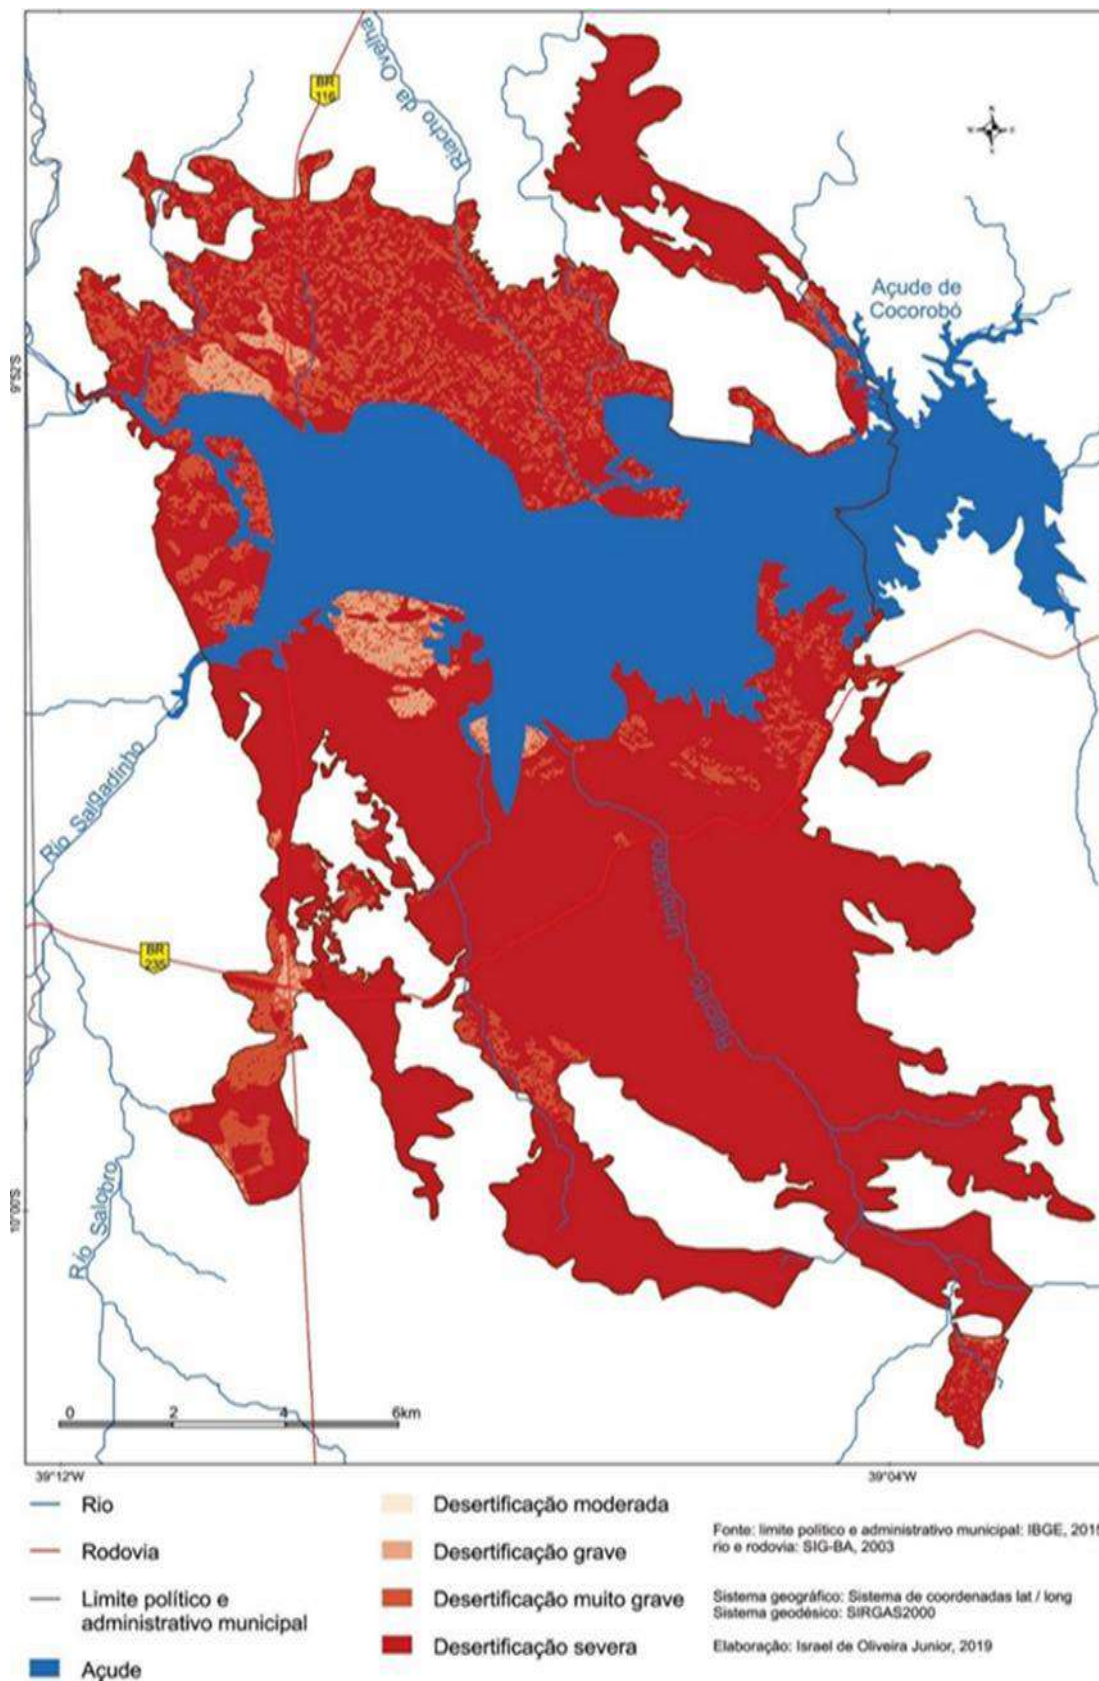 BR
116
Riacho da Ovelha
N
W
E
S
Açude de
Cocorobó
9°52'S
Rio Salgadinho
BR
235
Riacho
10°00'S
Rio Salobro
0 2 4 6km
39°12'W 39°04'W
Rio
Rodovia
Limite político e
administrativo municipal
Açude
Desertificação moderada
Desertificação grave
Desertificação muito grave
Desertificação severa
Fonte: limite político e administrativo municipal: IBGE, 2015
rio e rodovia: SIG-BA, 2003
Sistema geográfico: Sistema de coordenadas lat / long
Sistema geodésico: SIRGAS2000
Elaboração: Israel de Oliveira Junior, 2019